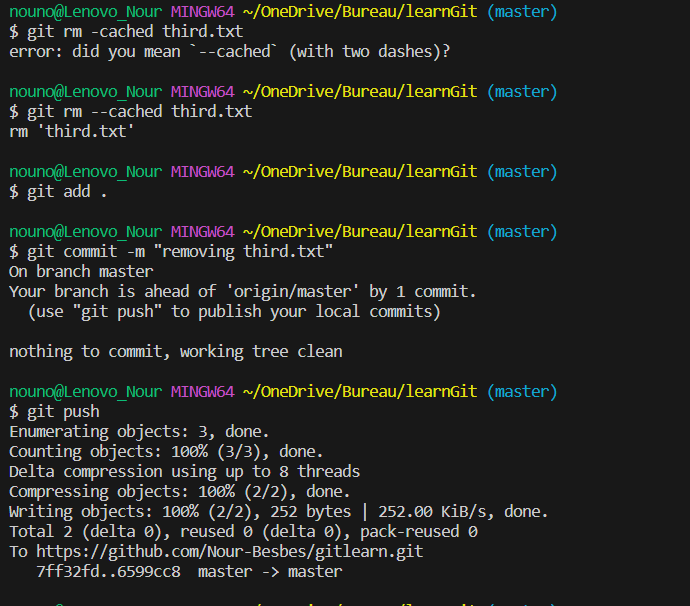 nouno@Lenovo_Nour MINGW64 ~/OneDrive/Bureau/learnGit (master)
$ git rm -cached third.txt
error: did you mean `--cached` (with two dashes)?
nouno@Lenovo_Nour MINGW64 ~/OneDrive/Bureau/learnGit (master)
$ git rm --cached third.txt
rm 'third.txt'
nouno@Lenovo_Nour MINGW64 ~/OneDrive/Bureau/learnGit (master)
$ git add .
nouno@Lenovo_Nour MINGW64 ~/OneDrive/Bureau/learnGit (master)
$ git commit -m "removing third.txt"
On branch master
Your branch is ahead of 'origin/master' by 1 commit.
  (use "git push" to publish your local commits)
nothing to commit, working tree clean
nouno@Lenovo_Nour MINGW64 ~/OneDrive/Bureau/learnGit (master)
$ git push
Enumerating objects: 3, done.
Counting objects: 100% (3/3), done.
Delta compression using up to 8 threads
Compressing objects: 100% (2/2), done.
Writing objects: 100% (2/2), 252 bytes | 252.00 KiB/s, done.
Total 2 (delta 0), reused 0 (delta 0), pack-reused 0
To https://github.com/Nour-Besbes/gitlearn.git
   7ff32fd..6599cc8  master -> master